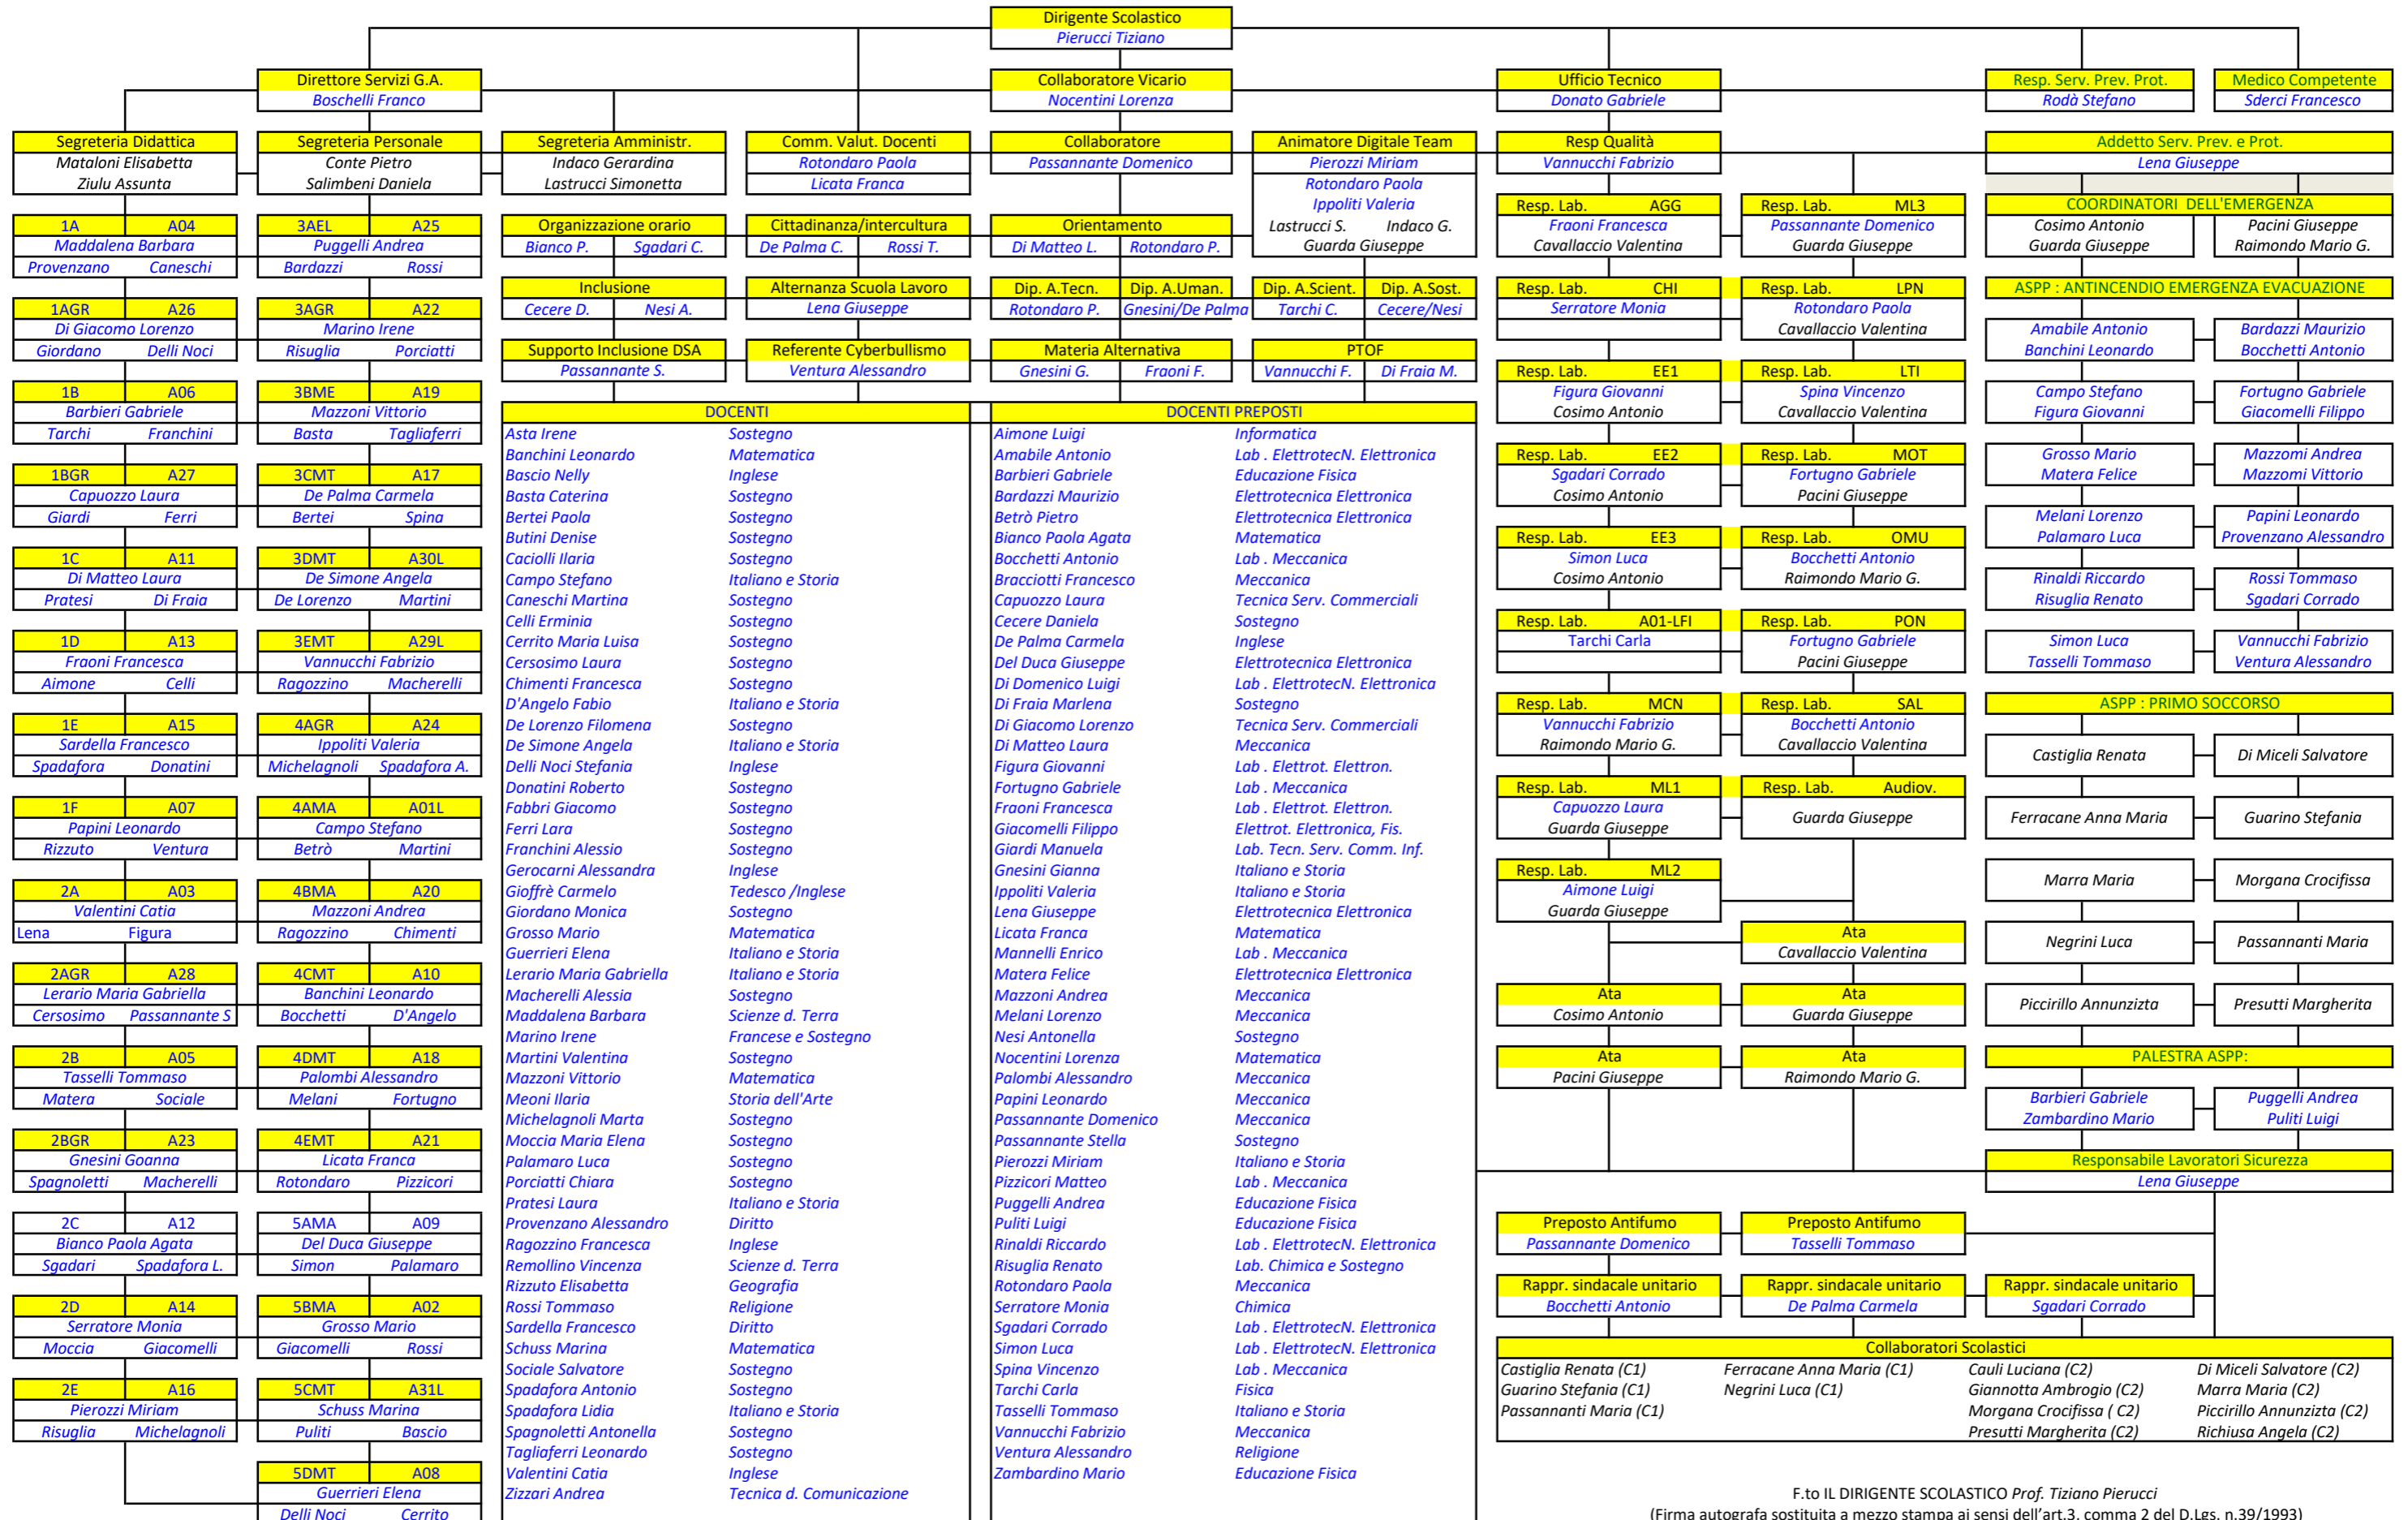 Dirigente Scolastico
Pierucci Tiziano
Direttore Servizi G.A.
Boschelli Franco
Collaboratore Vicario
Nocentini Lorenza
Ufficio Tecnico
Donato Gabriele
Resp. Serv. Prev. Prot.
Rodà Stefano
Medico Competente
Sderci Francesco
Segreteria Didattica
Mataloni Elisabetta
Ziulu Assunta
Segreteria Personale
Conte Pietro
Salimbeni Daniela
Segreteria Amministr.
Indaco Gerardina
Lastrucci Simonetta
Comm. Valut. Docenti
Rotondaro Paola
Licata Franca
Collaboratore
Passannante Domenico
Animatore Digitale Team
Pierozzi Miriam
Rotondaro Paola
Ippoliti Valeria
Lastrucci S. Indaco G.
Guarda Giuseppe
Resp Qualità
Vannucchi Fabrizio
Addetto Serv. Prev. e Prot.
Lena Giuseppe
1A A04
Maddalena Barbara
Provenzano Caneschi
1AGR A26
Di Giacomo Lorenzo
Giordano Delli Noci
1B A06
Barbieri Gabriele
Tarchi Franchini
1BGR A27
Capuozzo Laura
Giardi Ferri
1C A11
Di Matteo Laura
Pratesi Di Fraia
1D A13
Fraoni Francesca
Aimone Celli
1E A15
Sardella Francesco
Spadafora Donatini
1F A07
Papini Leonardo
Rizzuto Ventura
2A A03
Valentini Catia
Lena Figura
2AGR A28
Lerario Maria Gabriella
Cersosimo Passannante S
2B A05
Tasselli Tommaso
Matera Sociale
2BGR A23
Gnesini Goanna
Spagnoletti Macherelli
2C A12
Bianco Paola Agata
Sgadari Spadafora L.
2D A14
Serratore Monia
Moccia Giacomelli
2E A16
Pierozzi Miriam
Risuglia Michelagnoli
3AEL A25
Puggelli Andrea
Bardazzi Rossi
3AGR A22
Marino Irene
Risuglia Porciatti
3BME A19
Mazzoni Vittorio
Basta Tagliaferri
3CMT A17
De Palma Carmela
Bertei Spina
3DMT A30L
De Simone Angela
De Lorenzo Martini
3EMT A29L
Vannucchi Fabrizio
Ragozzino Macherelli
4AGR A24
Ippoliti Valeria
Michelagnoli Spadafora A.
4AMA A01L
Campo Stefano
Betrò Martini
4BMA A20
Mazzoni Andrea
Ragozzino Chimenti
4CMT A10
Banchini Leonardo
Bocchetti D'Angelo
4DMT A18
Palombi Alessandro
Melani Fortugno
4EMT A21
Licata Franca
Rotondaro Pizzicori
5AMA A09
Del Duca Giuseppe
Simon Palamaro
5BMA A02
Grosso Mario
Giacomelli Rossi
5CMT A31L
Schuss Marina
Puliti Bascio
5DMT A08
Guerrieri Elena
Delli Noci Cerrito
Organizzazione orario
Bianco P. Sgadari C.
Cittadinanza/intercultura
De Palma C. Rossi T.
Orientamento
Di Matteo L. Rotondaro P.
Inclusione
Cecere D. Nesi A.
Alternanza Scuola Lavoro
Lena Giuseppe
Dip. A.Tecn. Dip. A.Uman.
Rotondaro P. Gnesini/De Palma
Dip. A.Scient. Dip. A.Sost.
Tarchi C. Cecere/Nesi
Supporto Inclusione DSA
Passannante S.
Referente Cyberbullismo
Ventura Alessandro
Materia Alternativa
Gnesini G. Fraoni F.
PTOF
Vannucchi F. Di Fraia M.
DOCENTI
Asta Irene Sostegno
Banchini Leonardo Matematica
Bascio Nelly Inglese
Basta Caterina Sostegno
Bertei Paola Sostegno
Butini Denise Sostegno
Caciolli Ilaria Sostegno
Campo Stefano Italiano e Storia
Caneschi Martina Sostegno
Celli Erminia Sostegno
Cerrito Maria Luisa Sostegno
Cersosimo Laura Sostegno
Chimenti Francesca Sostegno
D'Angelo Fabio Italiano e Storia
De Lorenzo Filomena Sostegno
De Simone Angela Italiano e Storia
Delli Noci Stefania Inglese
Donatini Roberto Sostegno
Fabbri Giacomo Sostegno
Ferri Lara Sostegno
Franchini Alessio Sostegno
Gerocarni Alessandra Inglese
Gioffrè Carmelo Tedesco /Inglese
Giordano Monica Sostegno
Grosso Mario Matematica
Guerrieri Elena Italiano e Storia
Lerario Maria Gabriella Italiano e Storia
Macherelli Alessia Sostegno
Maddalena Barbara Scienze d. Terra
Marino Irene Francese e Sostegno
Martini Valentina Sostegno
Mazzoni Vittorio Matematica
Meoni Ilaria Storia dell'Arte
Michelagnoli Marta Sostegno
Moccia Maria Elena Sostegno
Palamaro Luca Sostegno
Porciatti Chiara Sostegno
Pratesi Laura Italiano e Storia
Provenzano Alessandro Diritto
Ragozzino Francesca Inglese
Remollino Vincenza Scienze d. Terra
Rizzuto Elisabetta Geografia
Rossi Tommaso Religione
Sardella Francesco Diritto
Schuss Marina Matematica
Sociale Salvatore Sostegno
Spadafora Antonio Sostegno
Spadafora Lidia Italiano e Storia
Spagnoletti Antonella Sostegno
Tagliaferri Leonardo Sostegno
Valentini Catia Inglese
Zizzari Andrea Tecnica d. Comunicazione
DOCENTI PREPOSTI
Aimone Luigi Informatica
Amabile Antonio Lab . ElettrotecN. Elettronica
Barbieri Gabriele Educazione Fisica
Bardazzi Maurizio Elettrotecnica Elettronica
Betrò Pietro Elettrotecnica Elettronica
Bianco Paola Agata Matematica
Bocchetti Antonio Lab . Meccanica
Bracciotti Francesco Meccanica
Capuozzo Laura Tecnica Serv. Commerciali
Cecere Daniela Sostegno
De Palma Carmela Inglese
Del Duca Giuseppe Elettrotecnica Elettronica
Di Domenico Luigi Lab . ElettrotecN. Elettronica
Di Fraia Marlena Sostegno
Di Giacomo Lorenzo Tecnica Serv. Commerciali
Di Matteo Laura Meccanica
Figura Giovanni Lab . Elettrot. Elettron.
Fortugno Gabriele Lab . Meccanica
Fraoni Francesca Lab . Elettrot. Elettron.
Giacomelli Filippo Elettrot. Elettronica, Fis.
Giardi Manuela Lab. Tecn. Serv. Comm. Inf.
Gnesini Gianna Italiano e Storia
Ippoliti Valeria Italiano e Storia
Lena Giuseppe Elettrotecnica Elettronica
Licata Franca Matematica
Mannelli Enrico Lab . Meccanica
Matera Felice Elettrotecnica Elettronica
Mazzoni Andrea Meccanica
Melani Lorenzo Meccanica
Nesi Antonella Sostegno
Nocentini Lorenza Matematica
Palombi Alessandro Meccanica
Papini Leonardo Meccanica
Passannante Domenico Meccanica
Passannante Stella Sostegno
Pierozzi Miriam Italiano e Storia
Pizzicori Matteo Lab . Meccanica
Puggelli Andrea Educazione Fisica
Puliti Luigi Educazione Fisica
Rinaldi Riccardo Lab . ElettrotecN. Elettronica
Risuglia Renato Lab. Chimica e Sostegno
Rotondaro Paola Meccanica
Serratore Monia Chimica
Sgadari Corrado Lab . ElettrotecN. Elettronica
Simon Luca Lab . ElettrotecN. Elettronica
Spina Vincenzo Lab . Meccanica
Tarchi Carla Fisica
Tasselli Tommaso Italiano e Storia
Vannucchi Fabrizio Meccanica
Ventura Alessandro Religione
Zambardino Mario Educazione Fisica
Resp. Lab. AGG
Fraoni Francesca
Cavallaccio Valentina
Resp. Lab. ML3
Passannante Domenico
Guarda Giuseppe
Resp. Lab. CHI
Serratore Monia
Resp. Lab. LPN
Rotondaro Paola
Cavallaccio Valentina
Resp. Lab. EE1
Figura Giovanni
Cosimo Antonio
Resp. Lab. LTI
Spina Vincenzo
Cavallaccio Valentina
Resp. Lab. EE2
Sgadari Corrado
Cosimo Antonio
Resp. Lab. MOT
Fortugno Gabriele
Pacini Giuseppe
Resp. Lab. EE3
Simon Luca
Cosimo Antonio
Resp. Lab. OMU
Bocchetti Antonio
Raimondo Mario G.
Resp. Lab. A01-LFI
Tarchi Carla
Resp. Lab. PON
Fortugno Gabriele
Pacini Giuseppe
Resp. Lab. MCN
Vannucchi Fabrizio
Raimondo Mario G.
Resp. Lab. SAL
Bocchetti Antonio
Cavallaccio Valentina
Resp. Lab. ML1
Capuozzo Laura
Guarda Giuseppe
Resp. Lab. Audiov.
Guarda Giuseppe
Resp. Lab. ML2
Aimone Luigi
Guarda Giuseppe
Ata
Cavallaccio Valentina
Ata
Cosimo Antonio
Ata
Guarda Giuseppe
Ata
Pacini Giuseppe
Ata
Raimondo Mario G.
COORDINATORI DELL'EMERGENZA
Cosimo Antonio Pacini Giuseppe
Guarda Giuseppe Raimondo Mario G.
ASPP : ANTINCENDIO EMERGENZA EVACUAZIONE
Amabile Antonio Bardazzi Maurizio
Banchini Leonardo Bocchetti Antonio
Campo Stefano Fortugno Gabriele
Figura Giovanni Giacomelli Filippo
Grosso Mario Mazzomi Andrea
Matera Felice Mazzomi Vittorio
Melani Lorenzo Papini Leonardo
Palamaro Luca Provenzano Alessandro
Rinaldi Riccardo Rossi Tommaso
Risuglia Renato Sgadari Corrado
Simon Luca Vannucchi Fabrizio
Tasselli Tommaso Ventura Alessandro
ASPP : PRIMO SOCCORSO
Castiglia Renata Di Miceli Salvatore
Ferracane Anna Maria Guarino Stefania
Marra Maria Morgana Crocifissa
Negrini Luca Passannanti Maria
Piccirillo Annunzizta Presutti Margherita
PALESTRA ASPP:
Barbieri Gabriele Puggelli Andrea
Zambardino Mario Puliti Luigi
Responsabile Lavoratori Sicurezza
Lena Giuseppe
Preposto Antifumo
Passannante Domenico
Preposto Antifumo
Tasselli Tommaso
Rappr. sindacale unitario
Bocchetti Antonio
Rappr. sindacale unitario
De Palma Carmela
Rappr. sindacale unitario
Sgadari Corrado
Collaboratori Scolastici
Castiglia Renata (C1) Ferracane Anna Maria (C1) Cauli Luciana (C2) Di Miceli Salvatore (C2)
Guarino Stefania (C1) Negrini Luca (C1) Giannotta Ambrogio (C2) Marra Maria (C2)
Passannanti Maria (C1) Morgana Crocifissa ( C2) Piccirillo Annunzizta (C2)
Presutti Margherita (C2) Richiusa Angela (C2)
F.to IL DIRIGENTE SCOLASTICO Prof. Tiziano Pierucci
(Firma autografa sostituita a mezzo stampa ai sensi dell'art.3, comma 2 del D.Lgs. n.39/1993)